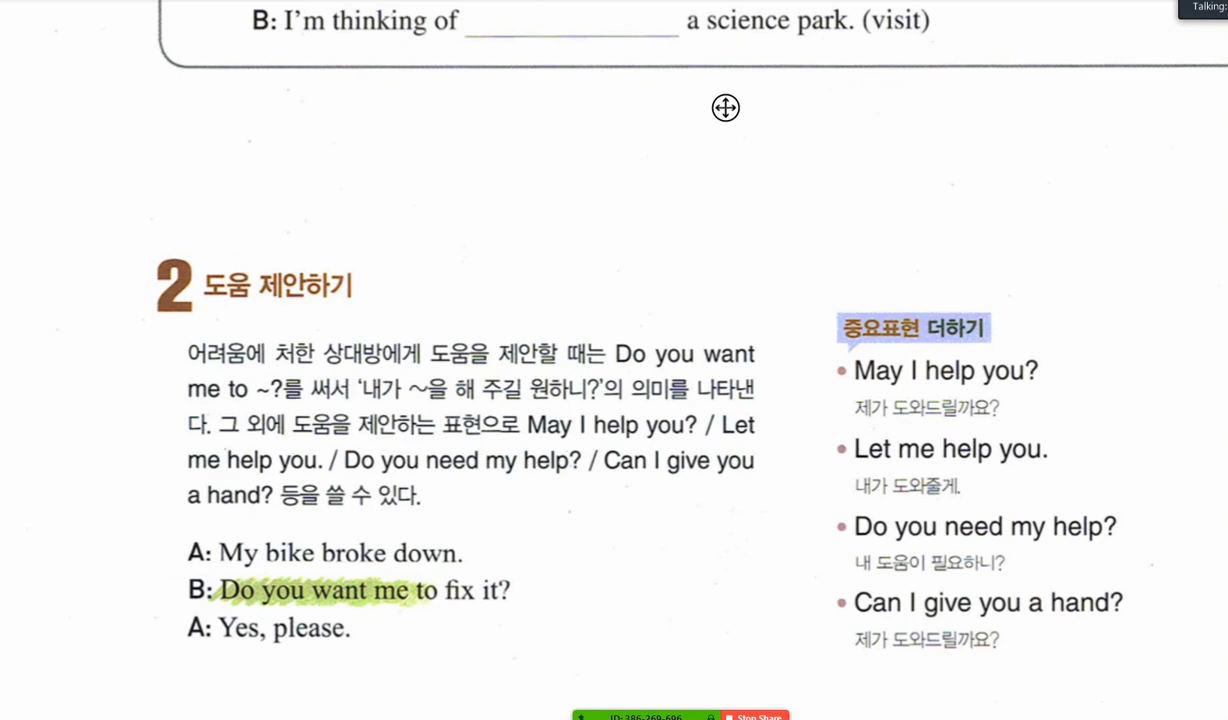 Talking:
B: I'm thinking of a science park. (visit)
2 도움 제안하기
어려움에 처한 상대방에게 도움을 제안할 때는 Do you want
me to ~?를 써서 ‘내가 ~을 해 주길 원하니?’의 의미를 나타낸
다. 그 외에 도움을 제안하는 표현으로 May I help you? / Let
me help you. / Do you need my help? / Can I give you
a hand? 등을 쓸 수 있다.
A: My bike broke down.
B: Do you want me to fix it?
A: Yes, please.
중요표현 더하기
• May I help you?
제가 도와드릴까요?
• Let me help you.
내가 도와줄게.
• Do you need my help?
내 도움이 필요하니?
• Can I give you a hand?
제가 도와드릴까요?
ID: 386-269-696
Stop Share